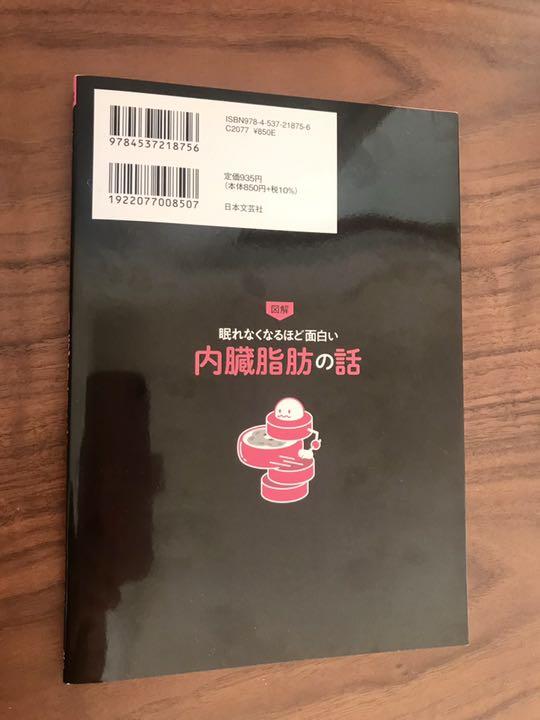 ISBN978-4-537-21875-6
C2077 ¥850E
9784537218756
定価935円
(本体850円+税10%)
1922077008507
日本文芸社
図解
眠れなくなるほど面白い
内臓脂肪の話